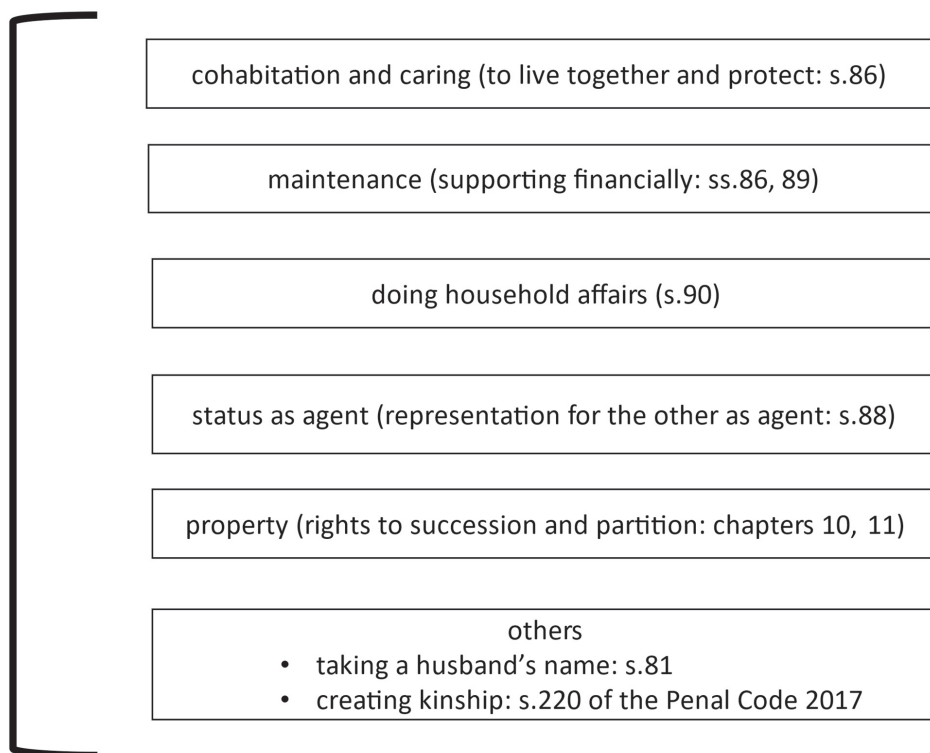 cohabitation and caring (to live together and protect: s.86)
maintenance (supporting financially: ss.86, 89)
doing household affairs (s.90)
status as agent (representation for the other as agent: s.88)
property (rights to succession and partition: chapters 10, 11)
others
• taking a husband’s name: s.81
• creating kinship: s.220 of the Penal Code 2017